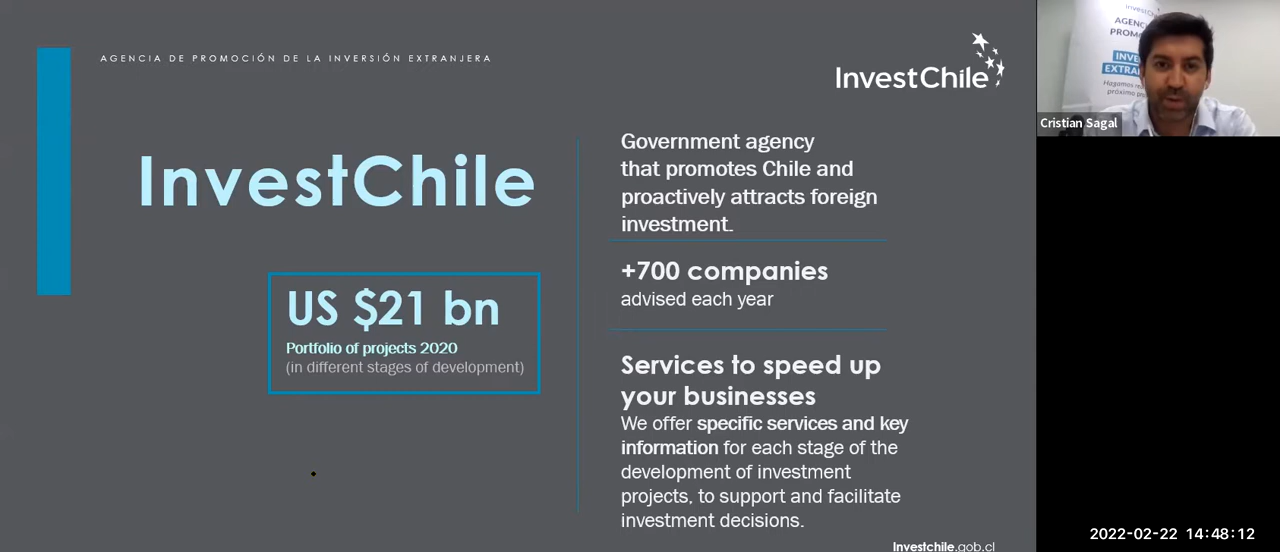 AGENCIA DE PROMOCIÓN DE LA INVERSIÓN EXTRANJERA
InvestChile
InvestChile
US $21 bn
Portfolio of projects 2020
(in different stages of development)
Government agency
that promotes Chile and
proactively attracts foreign
investment.
+700 companies
advised each year
Services to speed up
your businesses
We offer specific services and key
information for each stage of the
development of investment
projects, to support and facilitate
investment decisions.
Investchile.gob.cl
Cristian Sagal
2022-02-22 14:48:12